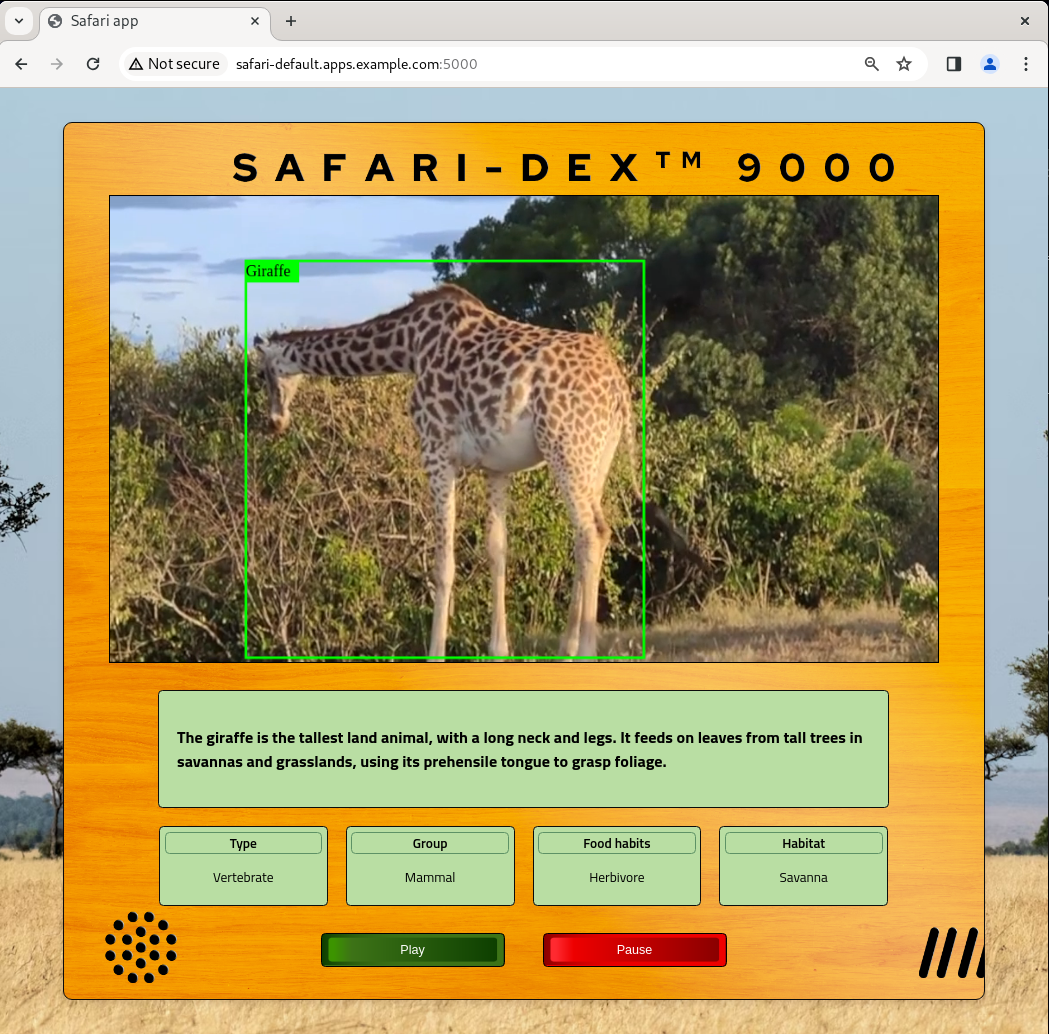 Safari app
Not secure safari-default.apps.example.com:5000
SAFARI-DEX™ 9000
Giraffe
The giraffe is the tallest land animal, with a long neck and legs. It feeds on leaves from tall trees in
savannas and grasslands, using its prehensile tongue to grasp foliage.
Type Group Food habits Habitat
Vertebrate Mammal Herbivore Savanna
Play Pause